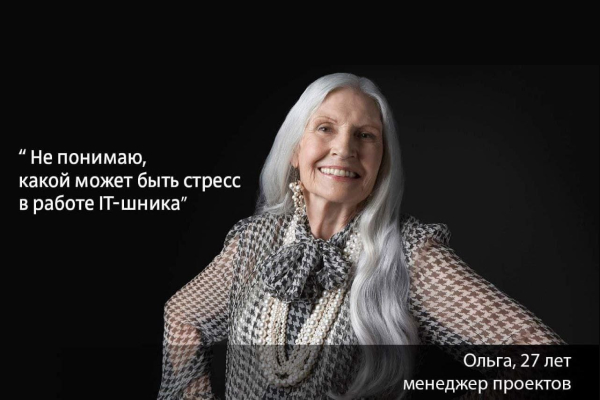 “ Не понимаю,
какой может быть стресс
в работе IT-шника”
Ольга, 27 лет
менеджер проектов